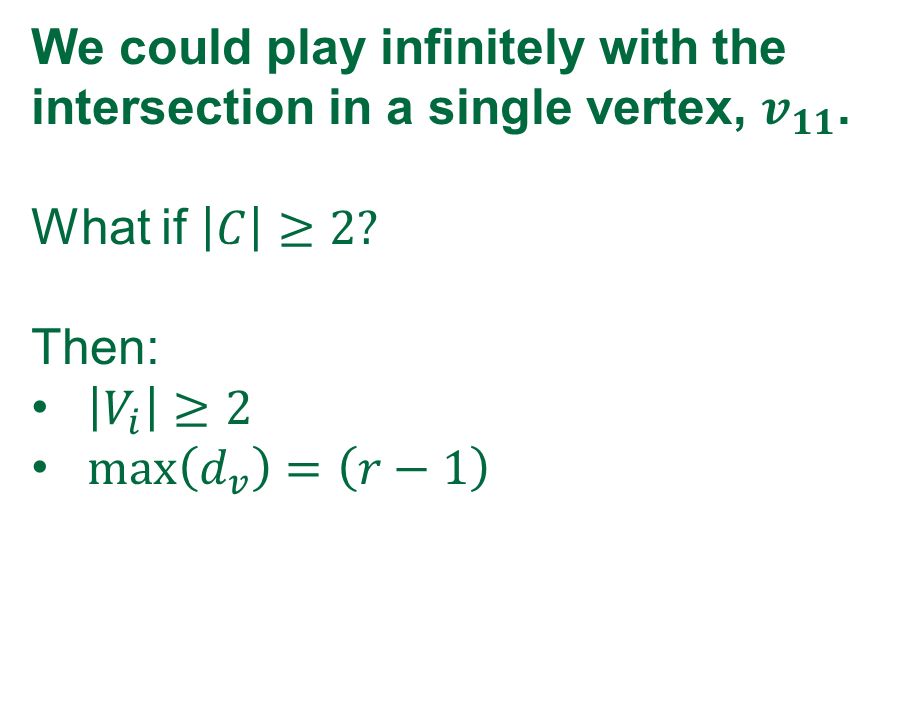 We could play infinitely with the
intersection in a single vertex, 𝒗₁₁.
What if |𝐶| ≥ 2?
Then:
• |𝑉ᵢ| ≥ 2
• max(𝑑ᵥ) = (𝑟 − 1)